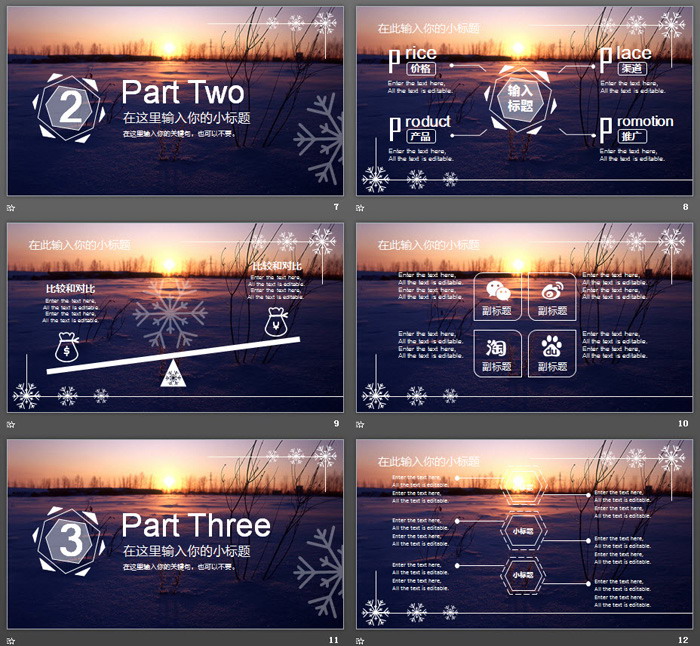 2
Part Two
在这里输入你的小标题
在这里输入你的关键句，也可以不要。
7
在此输入你的小标题
Price
价格
Enter the text here,
All the text is editable.
Place
渠道
Enter the text here,
All the text is editable.
输入
标题
Product
产品
Enter the text here,
All the text is editable.
Promotion
推广
Enter the text here,
All the text is editable.
8
在此输入你的小标题
比较和对比
Enter the text here,
All the text is editable.
Enter the text here,
All the text is editable.
比较和对比
Enter the text here,
All the text is editable.
Enter the text here,
All the text is editable.
$
¥
9
在此输入你的小标题
Enter the text here,
All the text is editable.
Enter the text here,
All the text is editable.
副标题
副标题
Enter the text here,
All the text is editable.
Enter the text here,
All the text is editable.
Enter the text here,
All the text is editable.
Enter the text here,
All the text is editable.
淘
du
副标题
副标题
Enter the text here,
All the text is editable.
Enter the text here,
All the text is editable.
10
3
Part Three
在这里输入你的小标题
在这里输入你的关键句，也可以不要。
11
在此输入你的小标题
Enter the text here,
All the text is editable.
Enter the text here,
All the text is editable.
Enter the text here,
All the text is editable.
Enter the text here,
All the text is editable.
Enter the text here,
All the text is editable.
Enter the text here,
All the text is editable.
小标题
Enter the text here,
All the text is editable.
Enter the text here,
All the text is editable.
Enter the text here,
All the text is editable.
Enter the text here,
All the text is editable.
小标题
Enter the text here,
All the text is editable.
Enter the text here,
All the text is editable.
12